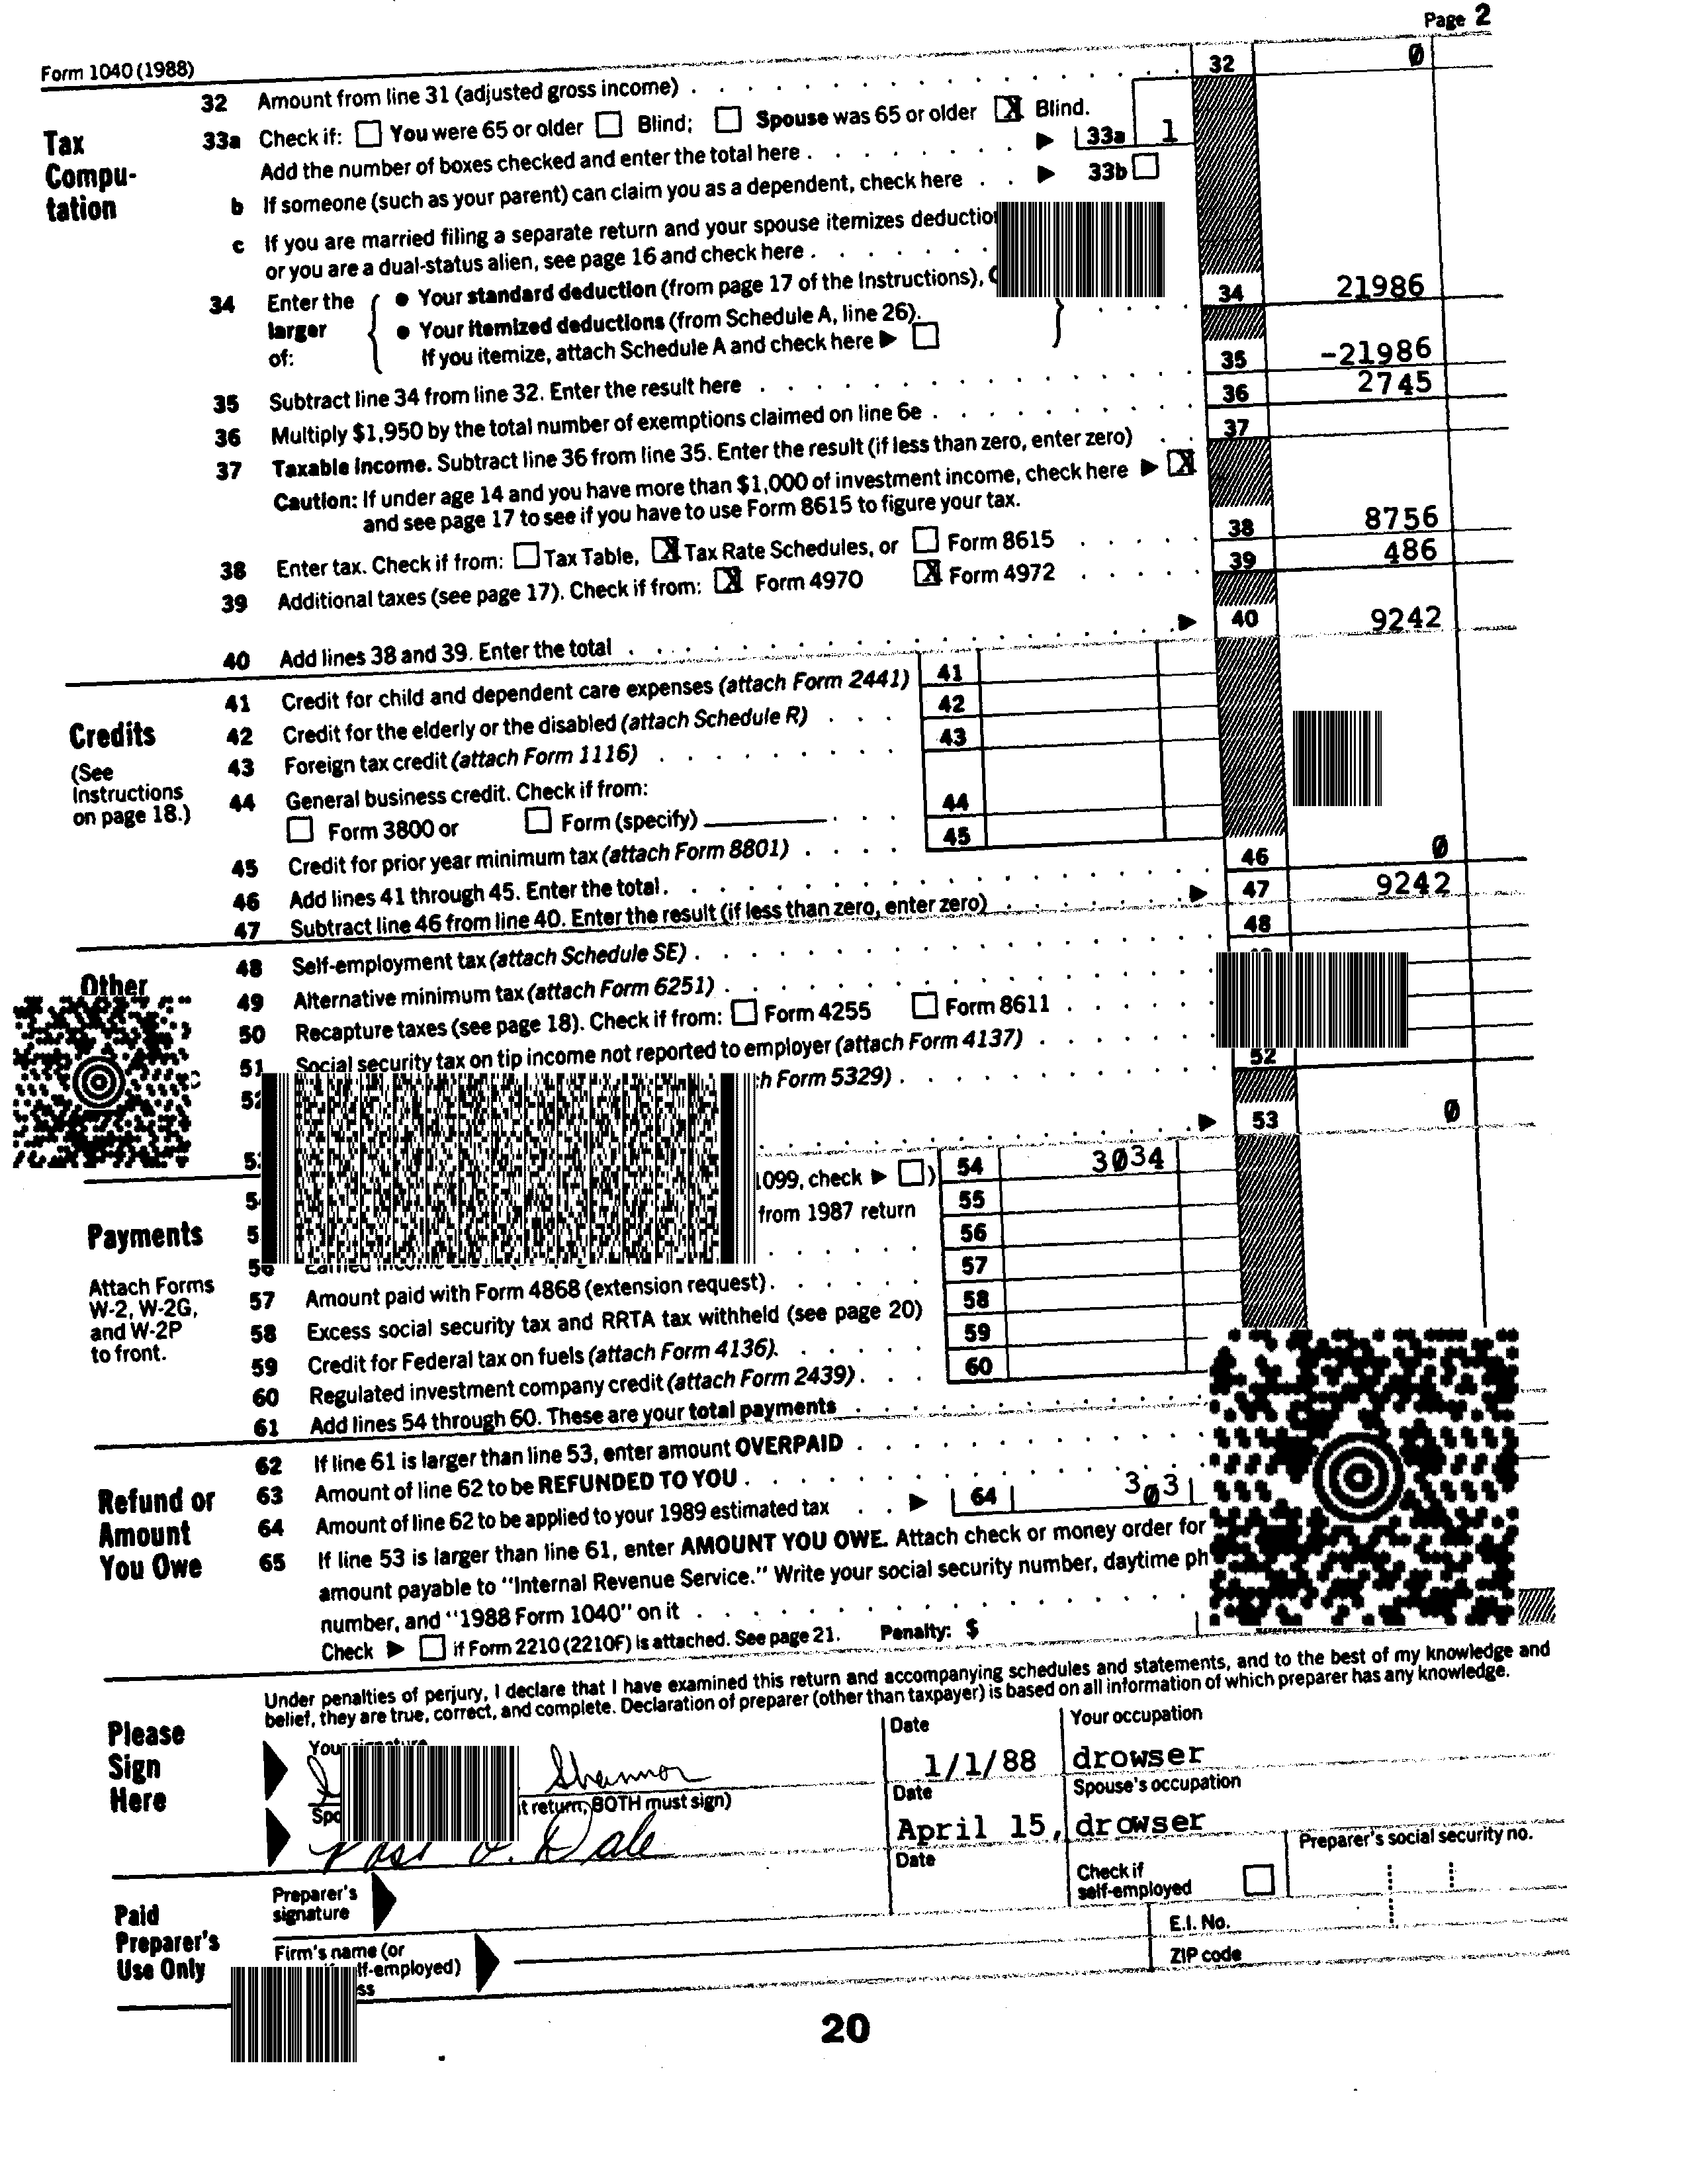 Page 2
Form 1040 (1988)
32 Amount from line 31 (adjusted gross income) 32 0
Tax Compu-tation
33a Check if: You were 65 or older Blind; Spouse was 65 or older X Blind.
Add the number of boxes checked and enter the total here 33a 1
b If someone (such as your parent) can claim you as a dependent, check here 33b
c If you are married filing a separate return and your spouse itemizes
or you are a dual-status alien, see page 16 and check here
34 Enter the larger of:
• Your standard deduction (from page 17 of the Instructions), 34 21986
• Your itemized deductions (from Schedule A, line 26).
If you itemize, attach Schedule A and check here
35 Subtract line 34 from line 32. Enter the result here 35 -21986
36 Multiply $1,950 by the total number of exemptions claimed on line 6e 36 2745
37 Taxable income. Subtract line 36 from line 35. Enter the result (if less than zero, enter zero) 37
Caution: If under age 14 and you have more than $1,000 of investment income, check here X
and see page 17 to see if you have to use Form 8615 to figure your tax.
38 Enter tax. Check if from: Tax Table, X Tax Rate Schedules, or Form 8615 38 8756
39 Additional taxes (see page 17). Check if from: X Form 4970 X Form 4972 39 486
40 Add lines 38 and 39. Enter the total 40 9242
Credits
(See Instructions on page 18.)
41 Credit for child and dependent care expenses (attach Form 2441) 41
42 Credit for the elderly or the disabled (attach Schedule R) 42
43 Foreign tax credit (attach Form 1116) 43
44 General business credit. Check if from:
Form 3800 or Form (specify) 44
45 Credit for prior year minimum tax (attach Form 8801) 45
46 Add lines 41 through 45. Enter the total. 46 0
47 Subtract line 46 from line 40. Enter the result (if less than zero, enter zero) 47 9242
Other
48 Self-employment tax (attach Schedule SE) 48
49 Alternative minimum tax (attach Form 6251)
50 Recapture taxes (see page 18). Check if from: Form 4255 Form 8611
51 Social security tax on tip income not reported to employer (attach Form 4137)
Form 5329) 52
53 0
Payments
Attach Forms W-2, W-2G, and W-2P to front.
1099, check ) 54 3034
from 1987 return 55
56
57 Amount paid with Form 4868 (extension request) 57
58 Excess social security tax and RRTA tax withheld (see page 20) 58
59 Credit for Federal tax on fuels (attach Form 4136) 59
60 Regulated investment company credit (attach Form 2439) 60
61 Add lines 54 through 60. These are your total payments
Refund or Amount You Owe
62 If line 61 is larger than line 53, enter amount OVERPAID
63 Amount of line 62 to be REFUNDED TO YOU
64 Amount of line 62 to be applied to your 1989 estimated tax 64 303
65 If line 53 is larger than line 61, enter AMOUNT YOU OWE. Attach check or money order for
amount payable to "Internal Revenue Service." Write your social security number, daytime
number, and "1988 Form 1040" on it
Check if Form 2210 (2210F) is attached. See page 21. Penalty: $
Please Sign Here
Under penalties of perjury, I declare that I have examined this return and accompanying schedules and statements, and to the best of my knowledge and
belief, they are true, correct, and complete. Declaration of preparer (other than taxpayer) is based on all information of which preparer has any knowledge.
Date Your occupation
Shannon 1/1/88 drowser
return, BOTH must sign) Date Spouse's occupation
O. Dale April 15, drowser
Paid Preparer's Use Only
Preparer's signature Date Check if self-employed Preparer's social security no.
Firm's name (or E.I. No.
ZIP code
20